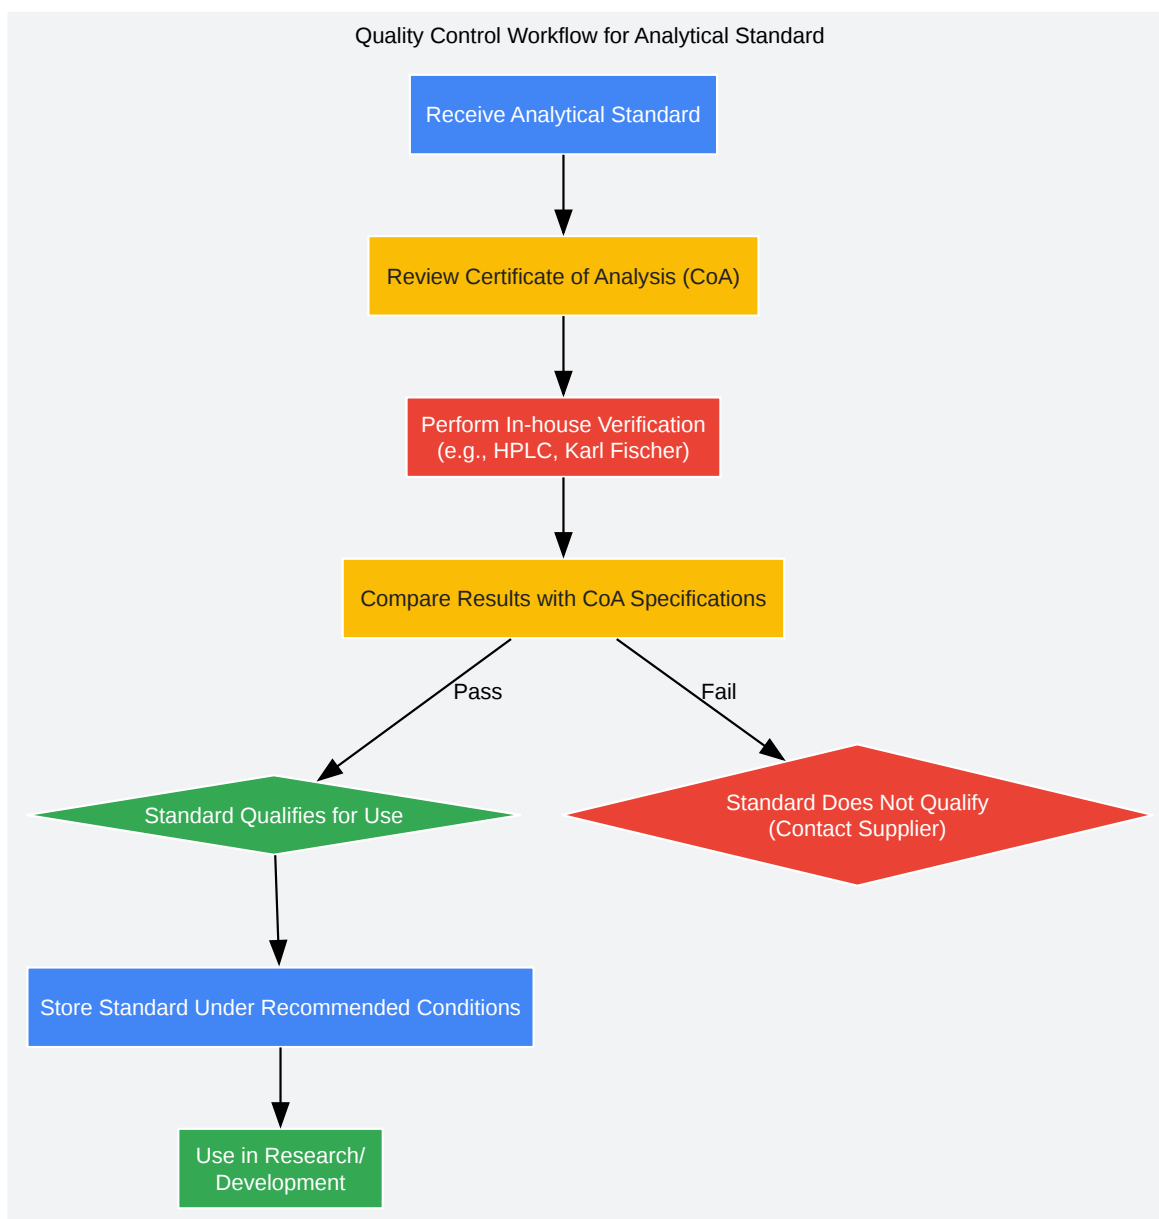 Quality Control Workflow for Analytical Standard
Receive Analytical Standard
Review Certificate of Analysis (CoA)
Perform In-house Verification
(e.g., HPLC, Karl Fischer)
Compare Results with CoA Specifications
Pass
Fail
Standard Qualifies for Use
Standard Does Not Qualify
(Contact Supplier)
Store Standard Under Recommended Conditions
Use in Research/
Development